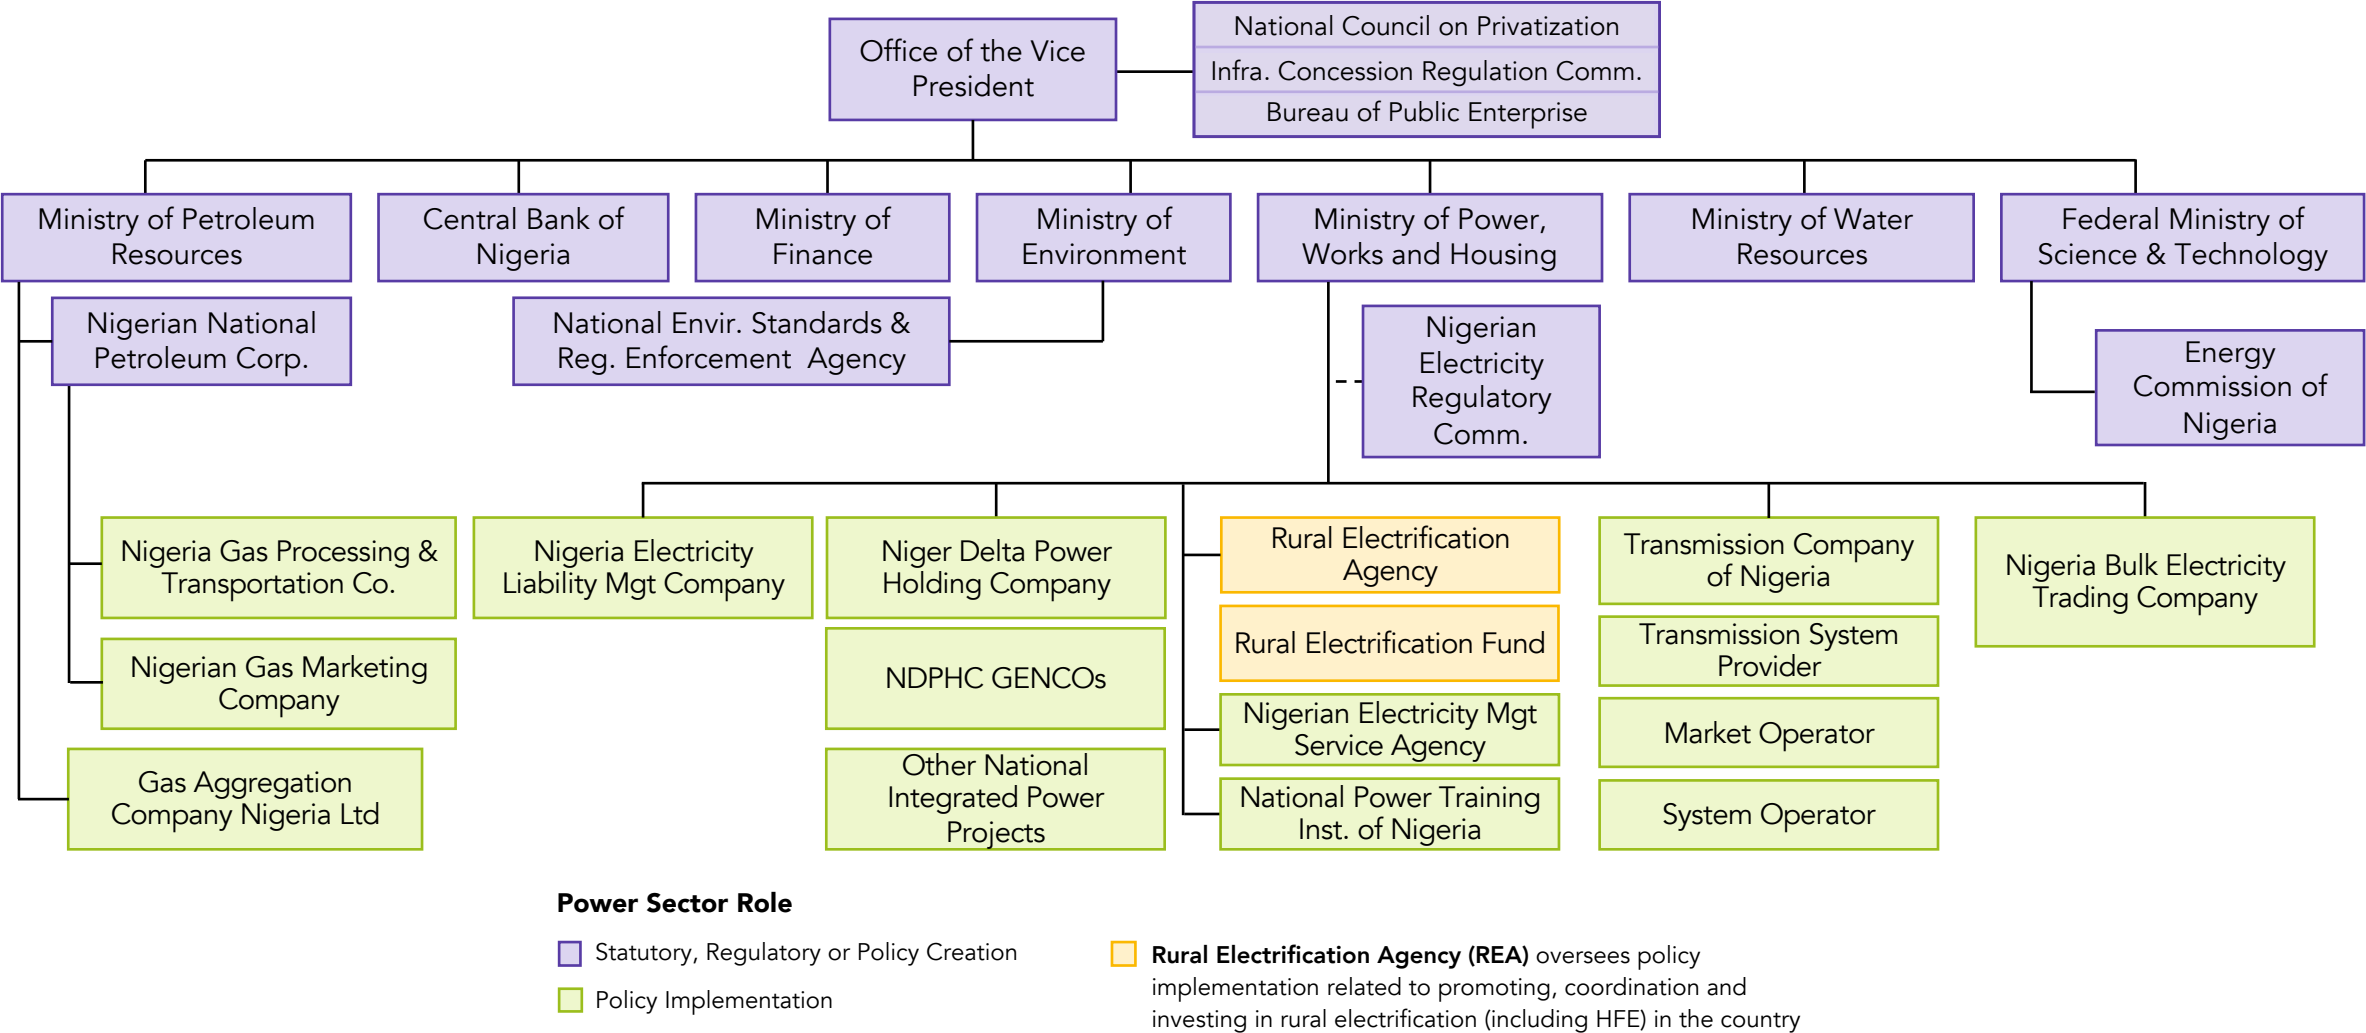 Office of the Vice
President
National Council on Privatization
Infra. Concession Regulation Comm.
Bureau of Public Enterprise
Ministry of Petroleum
Resources
Central Bank of
Nigeria
Ministry of
Finance
Ministry of
Environment
Ministry of Power,
Works and Housing
Ministry of Water
Resources
Federal Ministry of
Science & Technology
Nigerian National
Petroleum Corp.
National Envir. Standards &
Reg. Enforcement Agency
Nigerian
Electricity
Regulatory
Comm.
Energy
Commission of
Nigeria
Nigeria Gas Processing &
Transportation Co.
Nigerian Gas Marketing
Company
Gas Aggregation
Company Nigeria Ltd
Nigeria Electricity
Liability Mgt Company
Niger Delta Power
Holding Company
NDPHC GENCOs
Other National
Integrated Power
Projects
Rural Electrification
Agency
Rural Electrification Fund
Nigerian Electricity Mgt
Service Agency
National Power Training
Inst. of Nigeria
Transmission Company
of Nigeria
Transmission System
Provider
Market Operator
System Operator
Nigeria Bulk Electricity
Trading Company
Power Sector Role
Statutory, Regulatory or Policy Creation
Policy Implementation
Rural Electrification Agency (REA) oversees policy
implementation related to promoting, coordination and
investing in rural electrification (including HFE) in the country